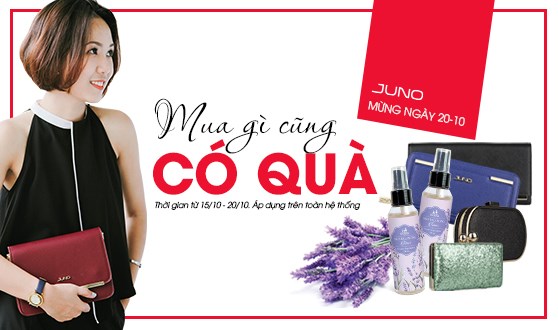 JUNO
MỪNG NGÀY 20-10
Mua gì cũng
CÓ QUÀ
Thời gian từ 15/10 - 20/10. Áp dụng trên toàn hệ thống
JUNO
JUNO